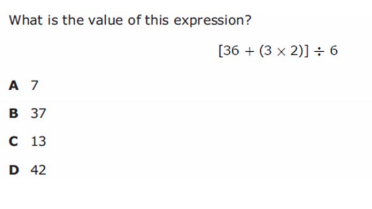 What is the value of this expression?
[36 + (3 × 2)] ÷ 6
A 7
B 37
C 13
D 42